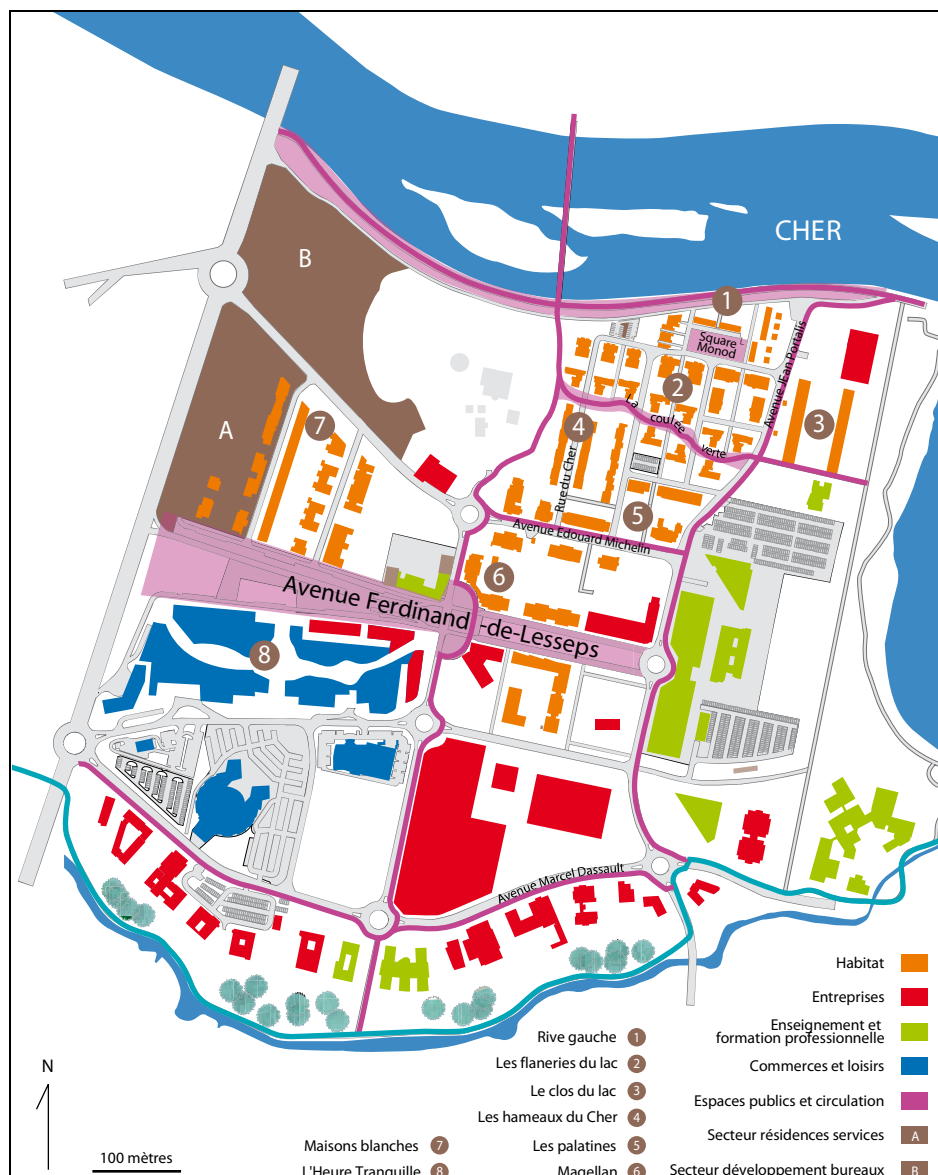 CHER
B
1
Square
Monod
Avenue JEan Portalis
2
La coulée verte
3
A
7
4
Rue du Cher
5
Avenue Edouard Michelin
6
Avenue Ferdinand -de-Lesseps
8
Avenue Marcel Dassault
Habitat
Entreprises
Enseignement et
formation professionnelle
Commerces et loisirs
Espaces publics et circulation
Secteur résidences services A
Secteur développement bureaux B
Rive gauche 1
Les flaneries du lac 2
Le clos du lac 3
Les hameaux du Cher 4
Les palatines 5
Magellan 6
Maisons blanches 7
L'Heure Tranquille 8
N
100 mètres